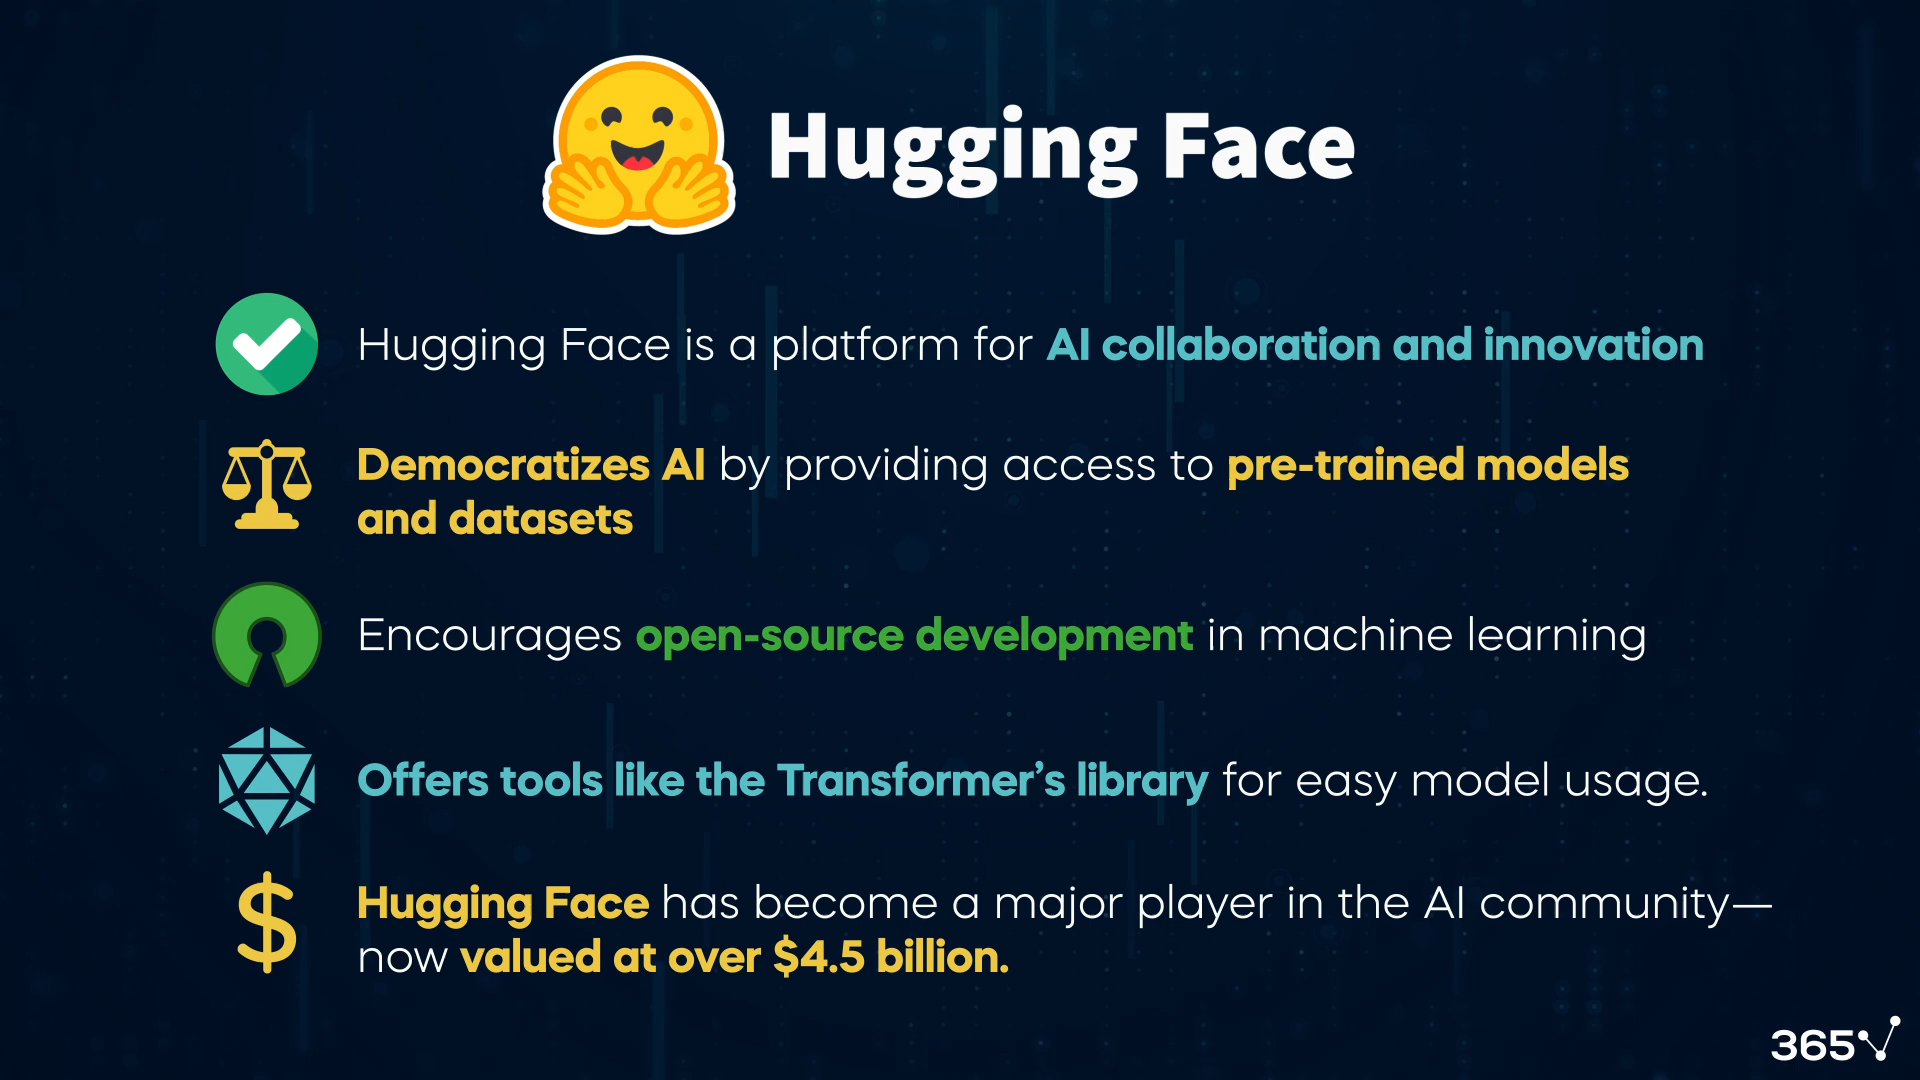 Hugging Face
Hugging Face is a platform for AI collaboration and innovation
Democratizes AI by providing access to pre-trained models
and datasets
Encourages open-source development in machine learning
Offers tools like the Transformer’s library for easy model usage.
Hugging Face has become a major player in the AI community—
now valued at over $4.5 billion.
365